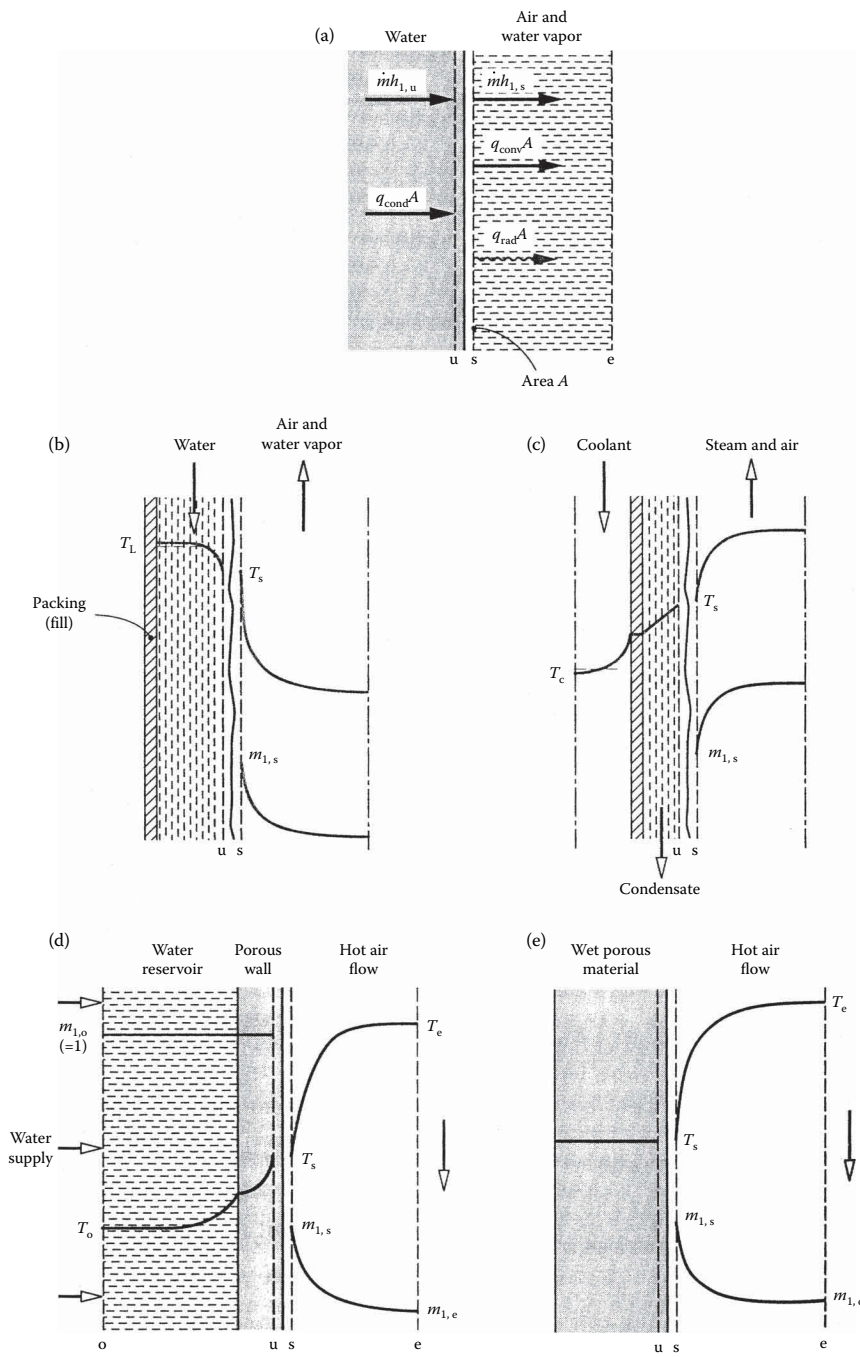 (a)
Water
Air and
water vapor
ṁh1, u
ṁh1, s
qconvA
qcondA
qradA
u
s
e
Area A
(b)
Water
Air and
water vapor
TL
Ts
Packing
(fill)
m1, s
u
s
(c)
Coolant
Steam and air
Ts
Tc
m1, s
u
s
Condensate
(d)
Water
reservoir
Porous
wall
Hot air
flow
m1,o
(=1)
Te
Water
supply
Ts
To
m1, s
m1, e
o
u
s
e
(e)
Wet porous
material
Hot air
flow
Te
Ts
m1, s
m1, e
u
s
e